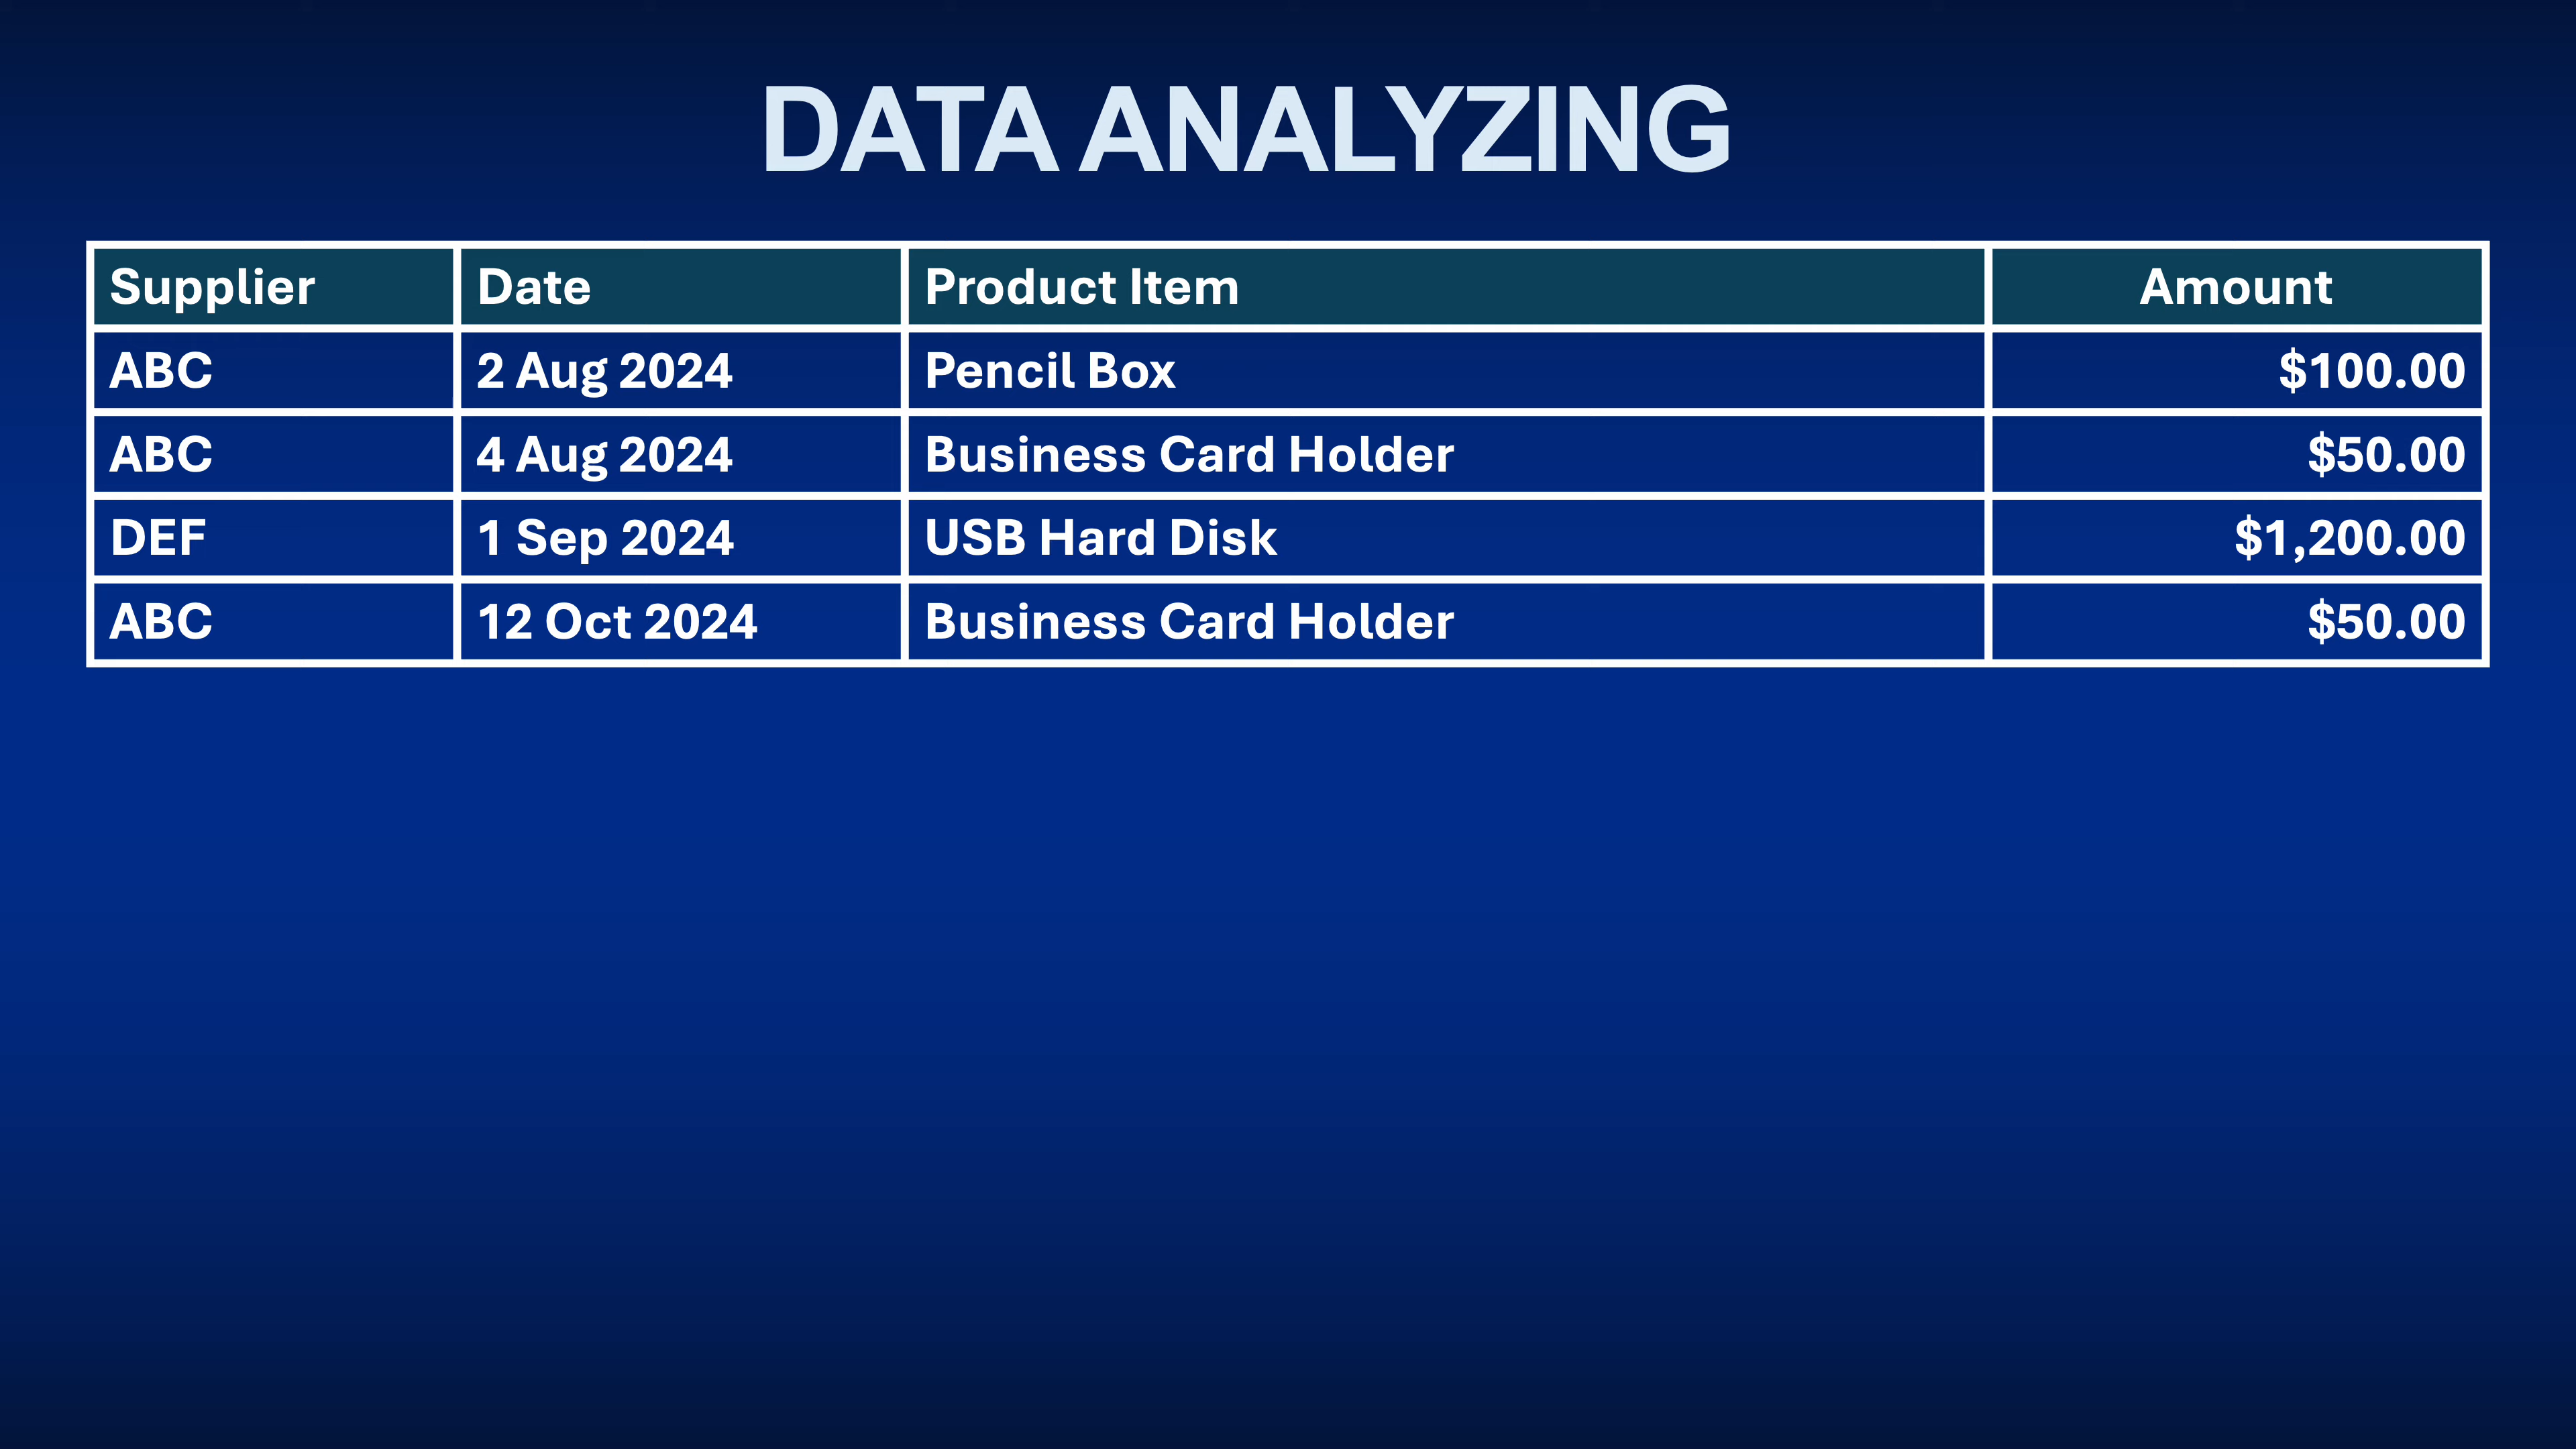 DATA ANALYZING
Supplier Date Product Item Amount
ABC 2 Aug 2024 Pencil Box $100.00
ABC 4 Aug 2024 Business Card Holder $50.00
DEF 1 Sep 2024 USB Hard Disk $1,200.00
ABC 12 Oct 2024 Business Card Holder $50.00